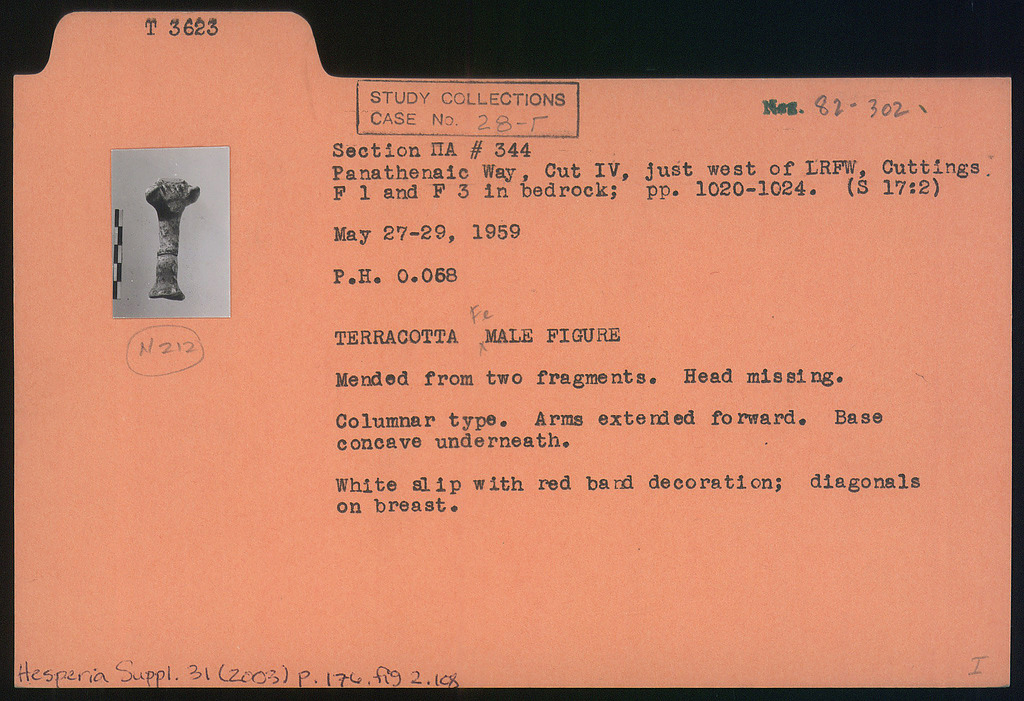 T 3623
STUDY COLLECTIONS
CASE No. 28-Γ
Neg. 82-302
Section ΠΑ # 344
Panathenaic Way, Cut IV, just west of LRFW, Cuttings
F 1 and F 3 in bedrock; pp. 1020-1024. (S 17:2)
May 27-29, 1959
P.H. 0.068
Fe
TERRACOTTA ^MALE FIGURE
N 212
Mended from two fragments. Head missing.
Columnar type. Arms extended forward. Base
concave underneath.
White slip with red band decoration; diagonals
on breast.
Hesperia Suppl. 31 (2003) p. 176. fig 2.108
I